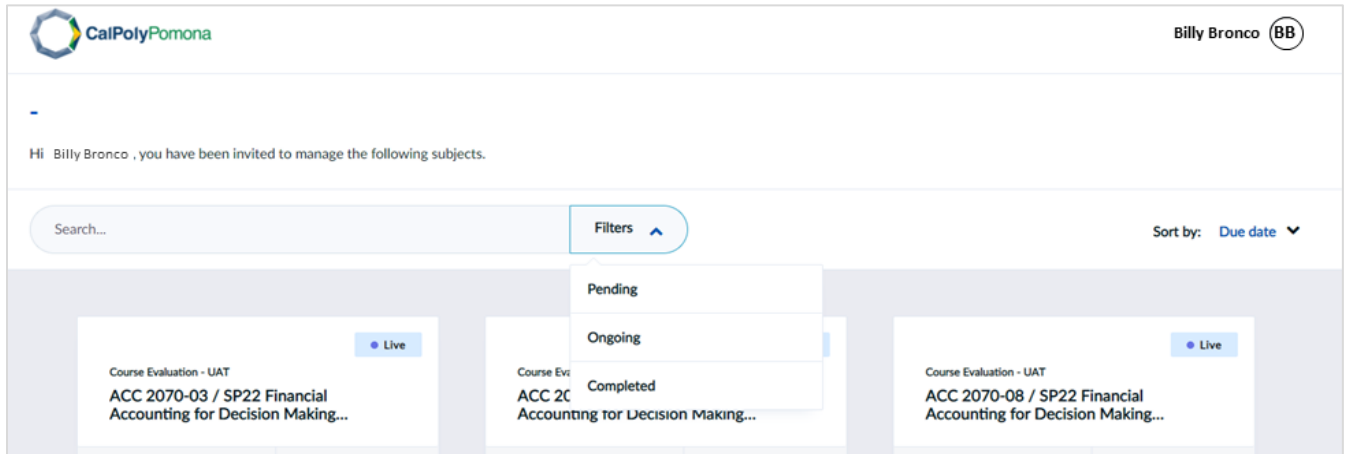 CalPolyPomona
Billy Bronco BB
-
Hi Billy Bronco , you have been invited to manage the following subjects.
Search...
Filters
Sort by: Due date
Pending
Ongoing
Completed
Live
Course Evaluation - UAT
ACC 2070-03 / SP22 Financial
Accounting for Decision Making...
Course Eva
ACC 20
Accounting for Decision Making...
Live
Course Evaluation - UAT
ACC 2070-08 / SP22 Financial
Accounting for Decision Making...